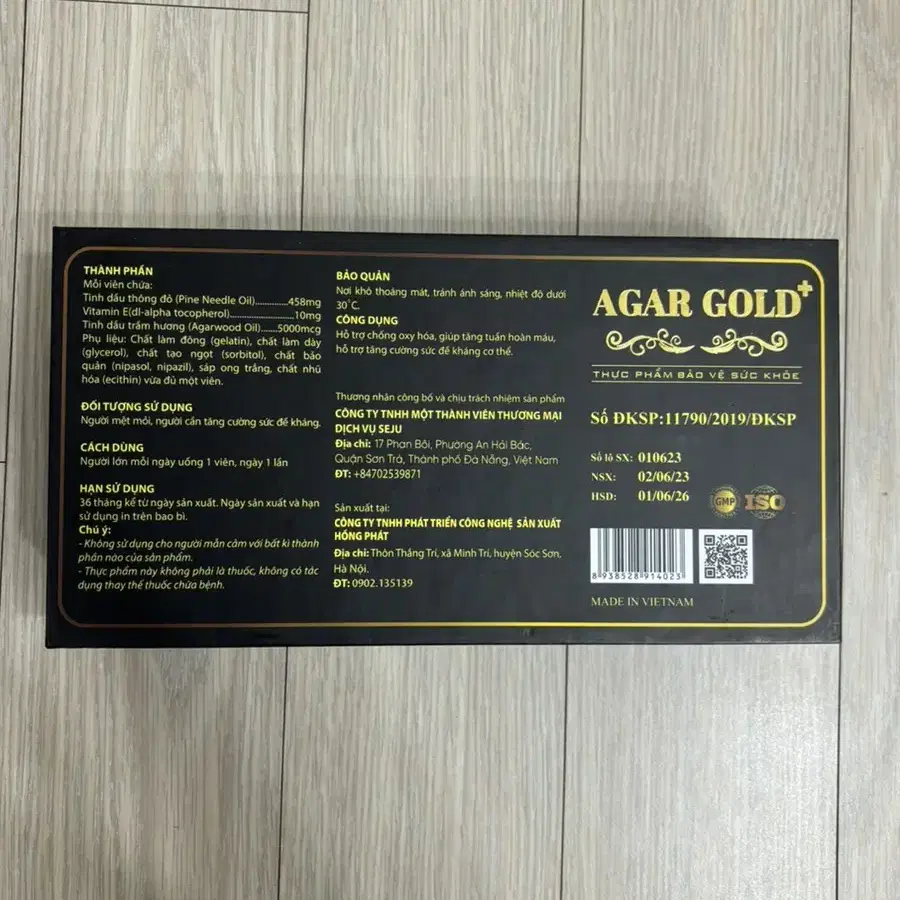 THÀNH PHẦN
Mỗi viên chứa:
Tinh dầu thông đỏ (Pine Needle Oil)...............458mg
Vitamin E(dl-alpha tocopherol)........................10mg
Tinh dầu trầm hương (Agarwood Oil)......5000mcg
Phụ liệu: Chất làm đông (gelatin), chất làm dày
(glycerol), chất tạo ngọt (sorbitol), chất bảo
quản (nipasol, nipazil), sáp ong trắng, chất nhũ
hóa (ecithin) vừa đủ một viên.
ĐỐI TƯỢNG SỬ DỤNG
Người mệt mỏi, người cần tăng cường sức đề kháng.
CÁCH DÙNG
Người lớn mỗi ngày uống 1 viên, ngày 1 lần
HẠN SỬ DỤNG
36 tháng kể từ ngày sản xuất. Ngày sản xuất và hạn
sử dụng in trên bao bì.
Chú ý:
- Không sử dụng cho người mẫn cảm với bất kì thành
phần nào của sản phẩm.
- Thực phẩm này không phải là thuốc, không có tác
dụng thay thế thuốc chữa bệnh.
BẢO QUẢN
Nơi khô thoáng mát, tránh ánh sáng, nhiệt độ dưới
30°C.
CÔNG DỤNG
Hỗ trợ chống oxy hóa, giúp tăng tuần hoàn máu,
hỗ trợ tăng cường sức đề kháng cơ thể.
Thương nhân công bố và chịu trách nhiệm sản phẩm
CÔNG TY TNHH MỘT THÀNH VIÊN THƯƠNG MẠI
DỊCH VỤ SEJU
Địa chỉ: 17 Phan Bôi, Phường An Hải Bắc,
Quận Sơn Trà, Thành phố Đà Nẵng, Việt Nam
ĐT: +84702539871
Sản xuất tại:
CÔNG TY TNHH PHÁT TRIỂN CÔNG NGHỆ SẢN XUẤT
HỒNG PHÁT
Địa chỉ: Thôn Thắng Trí, xã Minh Trí, huyện Sóc Sơn,
Hà Nội.
ĐT: 0902.135139
AGAR GOLD+
THỰC PHẨM BẢO VỆ SỨC KHỎE
Số ĐKSP:11790/2019/ĐKSP
Số lô SX: 010623
NSX: 02/06/23
HSD: 01/06/26
GMP ISO
8 938528 914023
MADE IN VIETNAM